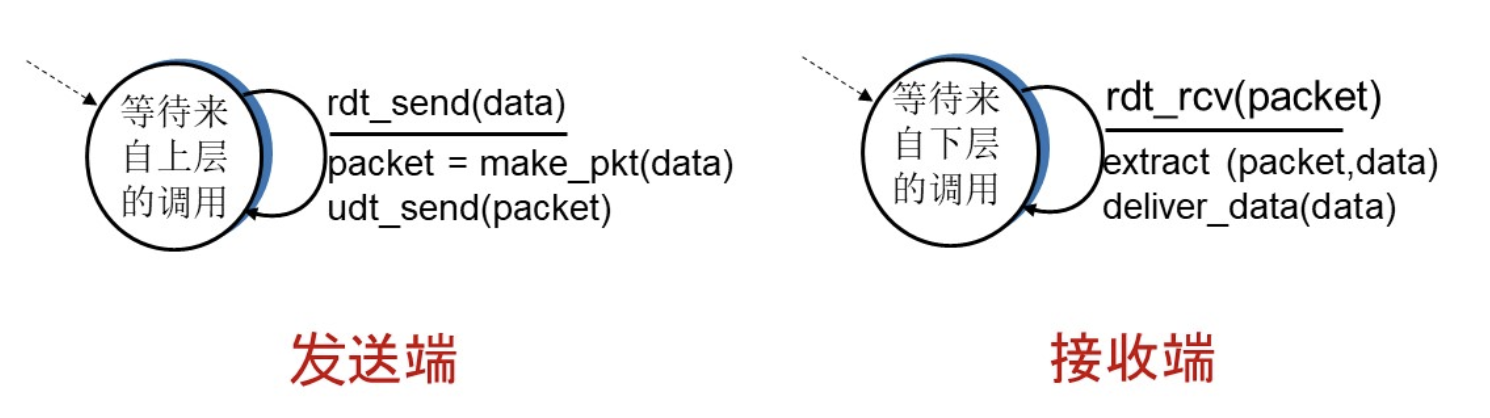 等待来
自上层
的调用
rdt_send(data)
packet = make_pkt(data)
udt_send(packet)
发送端
等待来
自下层
的调用
rdt_rcv(packet)
extract (packet,data)
deliver_data(data)
接收端